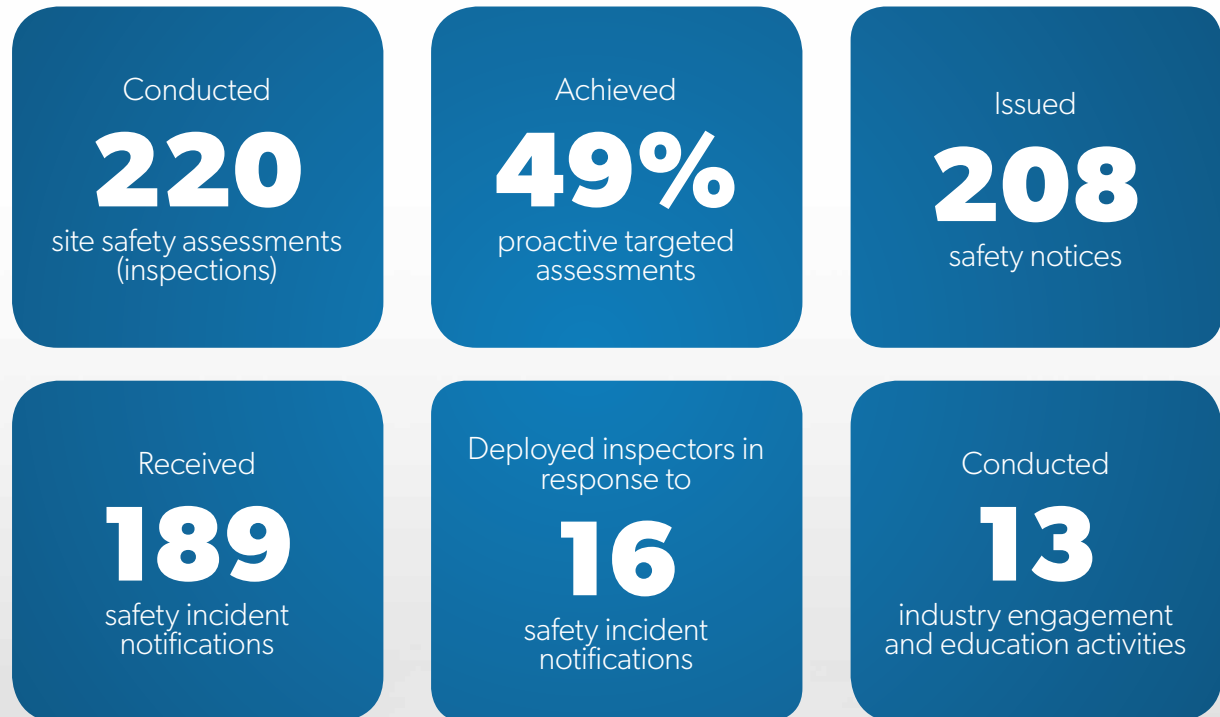 Conducted
220
site safety assessments
(inspections)
Achieved
49%
proactive targeted
assessments
Issued
208
safety notices
Received
189
safety incident
notifications
Deployed inspectors in
response to
16
safety incident
notifications
Conducted
13
industry engagement
and education activities